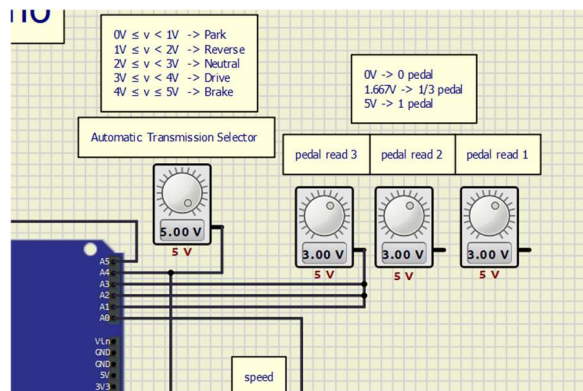 0V ≤ v < 1V -> Park
1V ≤ v < 2V -> Reverse
2V ≤ v < 3V -> Neutral
3V ≤ v < 4V -> Drive
4V ≤ v ≤ 5V -> Brake
0V -> 0 pedal
1.667V -> 1/3 pedal
5V -> 1 pedal
Automatic Transmission Selector
pedal read 3 pedal read 2 pedal read 1
5.00 V
5 V
3.00 V 3.00 V 3.00 V
5 V 5 V 5 V
A5
A4
A3
A2
A1
A0
Vin
GND
GND
5V
3V3
speed